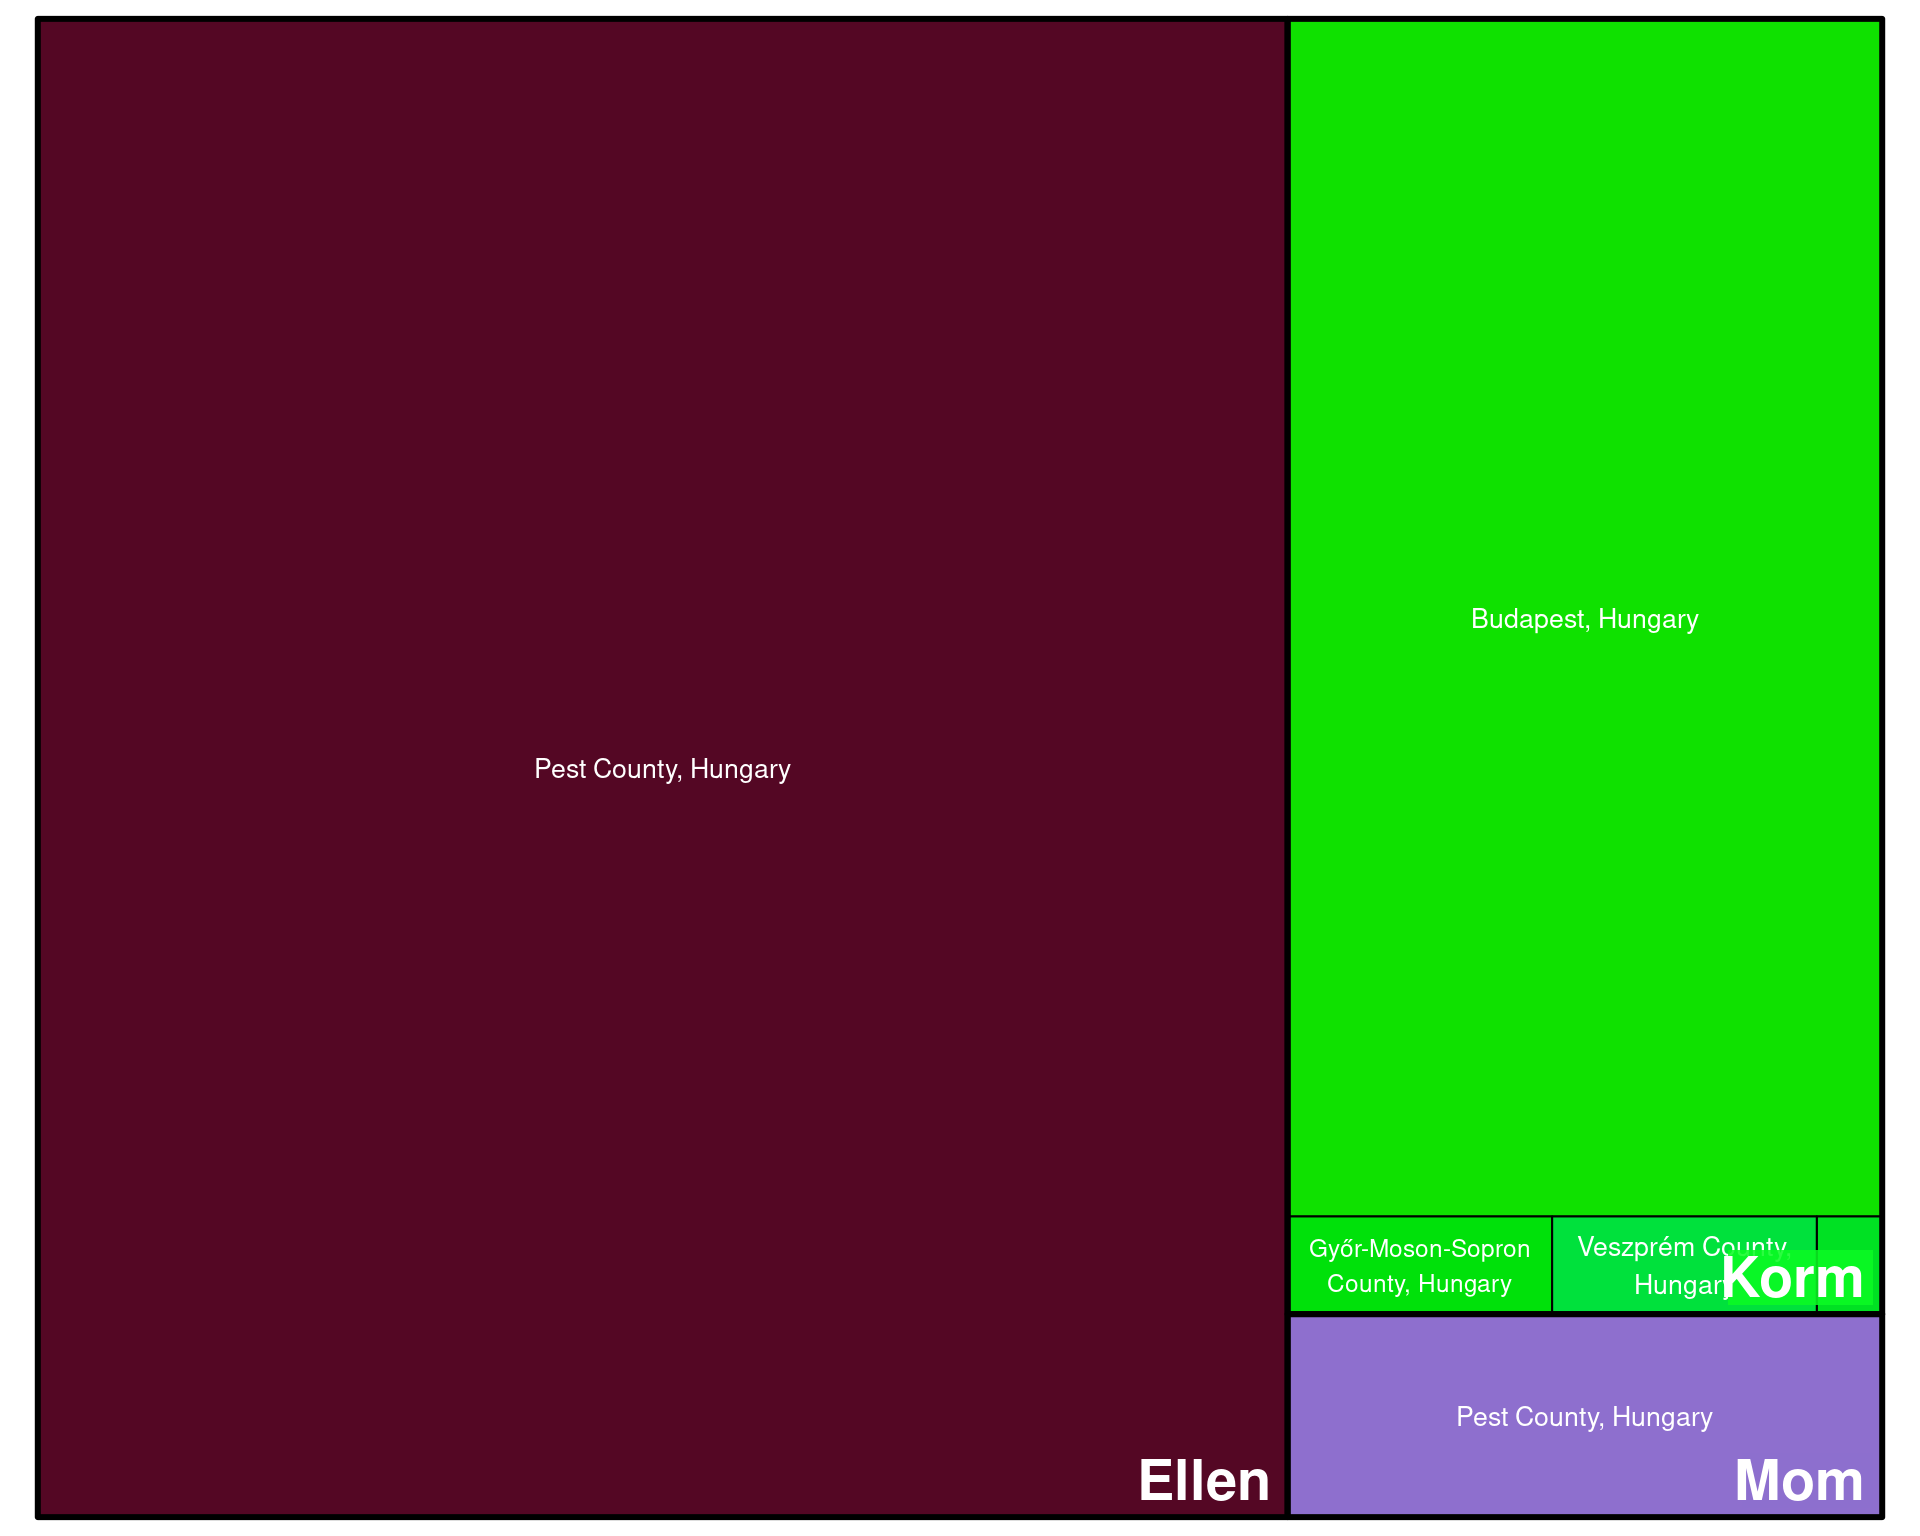 Pest County, Hungary
Ellen
Budapest, Hungary
Győr-Moson-Sopron
County, Hungary
Veszprém County,
Hungary
Korm
Pest County, Hungary
Mom